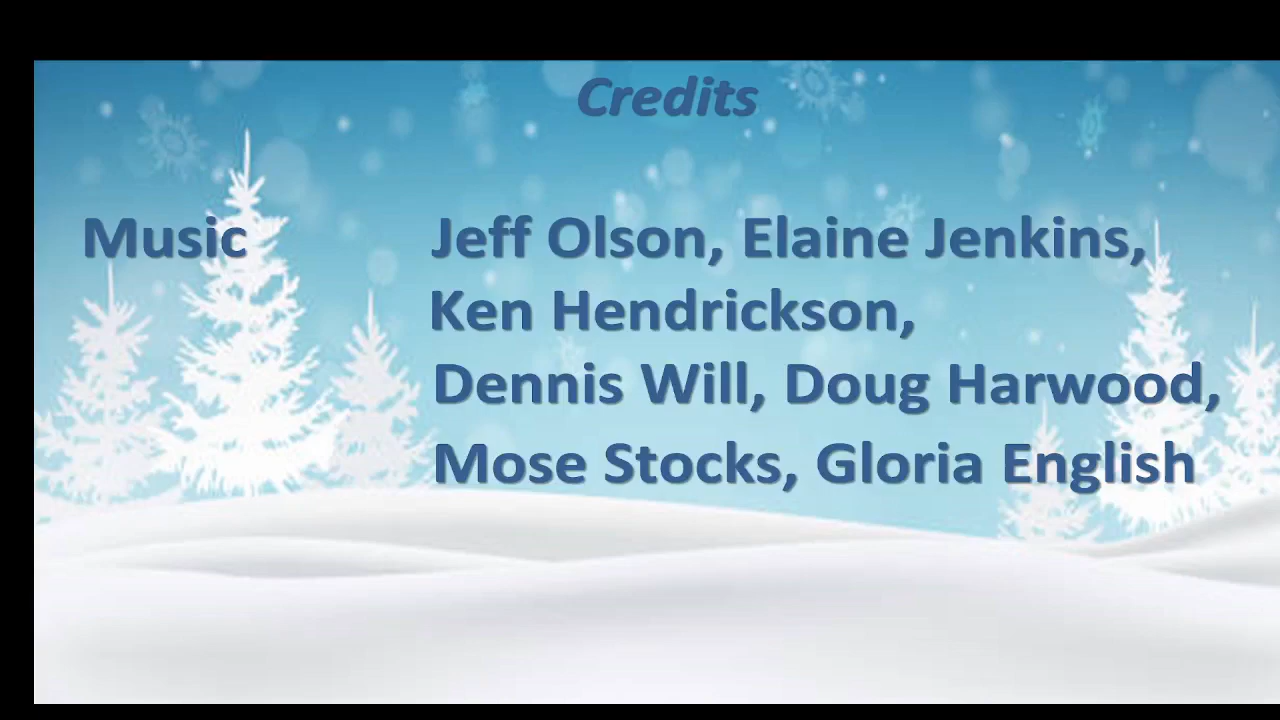 Credits
Music Jeff Olson, Elaine Jenkins,
Ken Hendrickson,
Dennis Will, Doug Harwood,
Mose Stocks, Gloria English